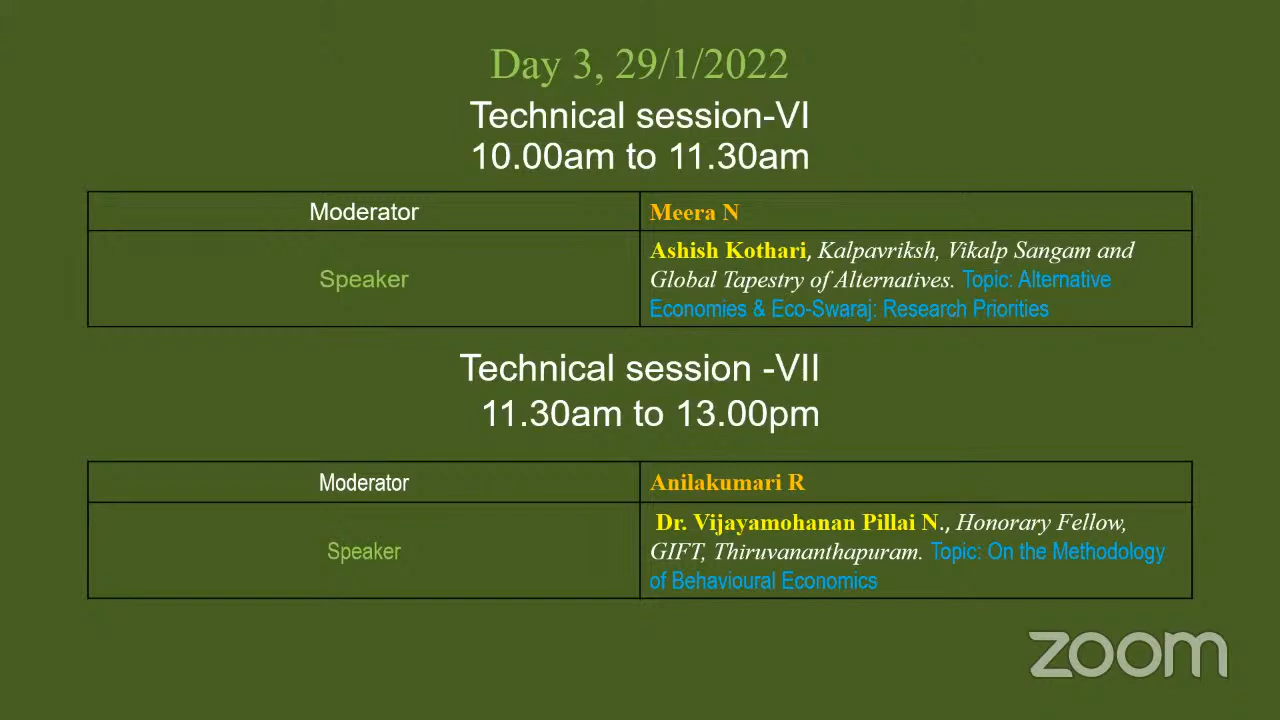 Day 3, 29/1/2022
Technical session-VI
10.00am to 11.30am
Moderator
Meera N
Speaker
Ashish Kothari, Kalpavriksh, Vikalp Sangam and
Global Tapestry of Alternatives. Topic: Alternative
Economies & Eco-Swaraj: Research Priorities
Technical session -VII
11.30am to 13.00pm
Moderator
Anilakumari R
Speaker
Dr. Vijayamohanan Pillai N., Honorary Fellow,
GIFT, Thiruvananthapuram. Topic: On the Methodology
of Behavioural Economics
zoom